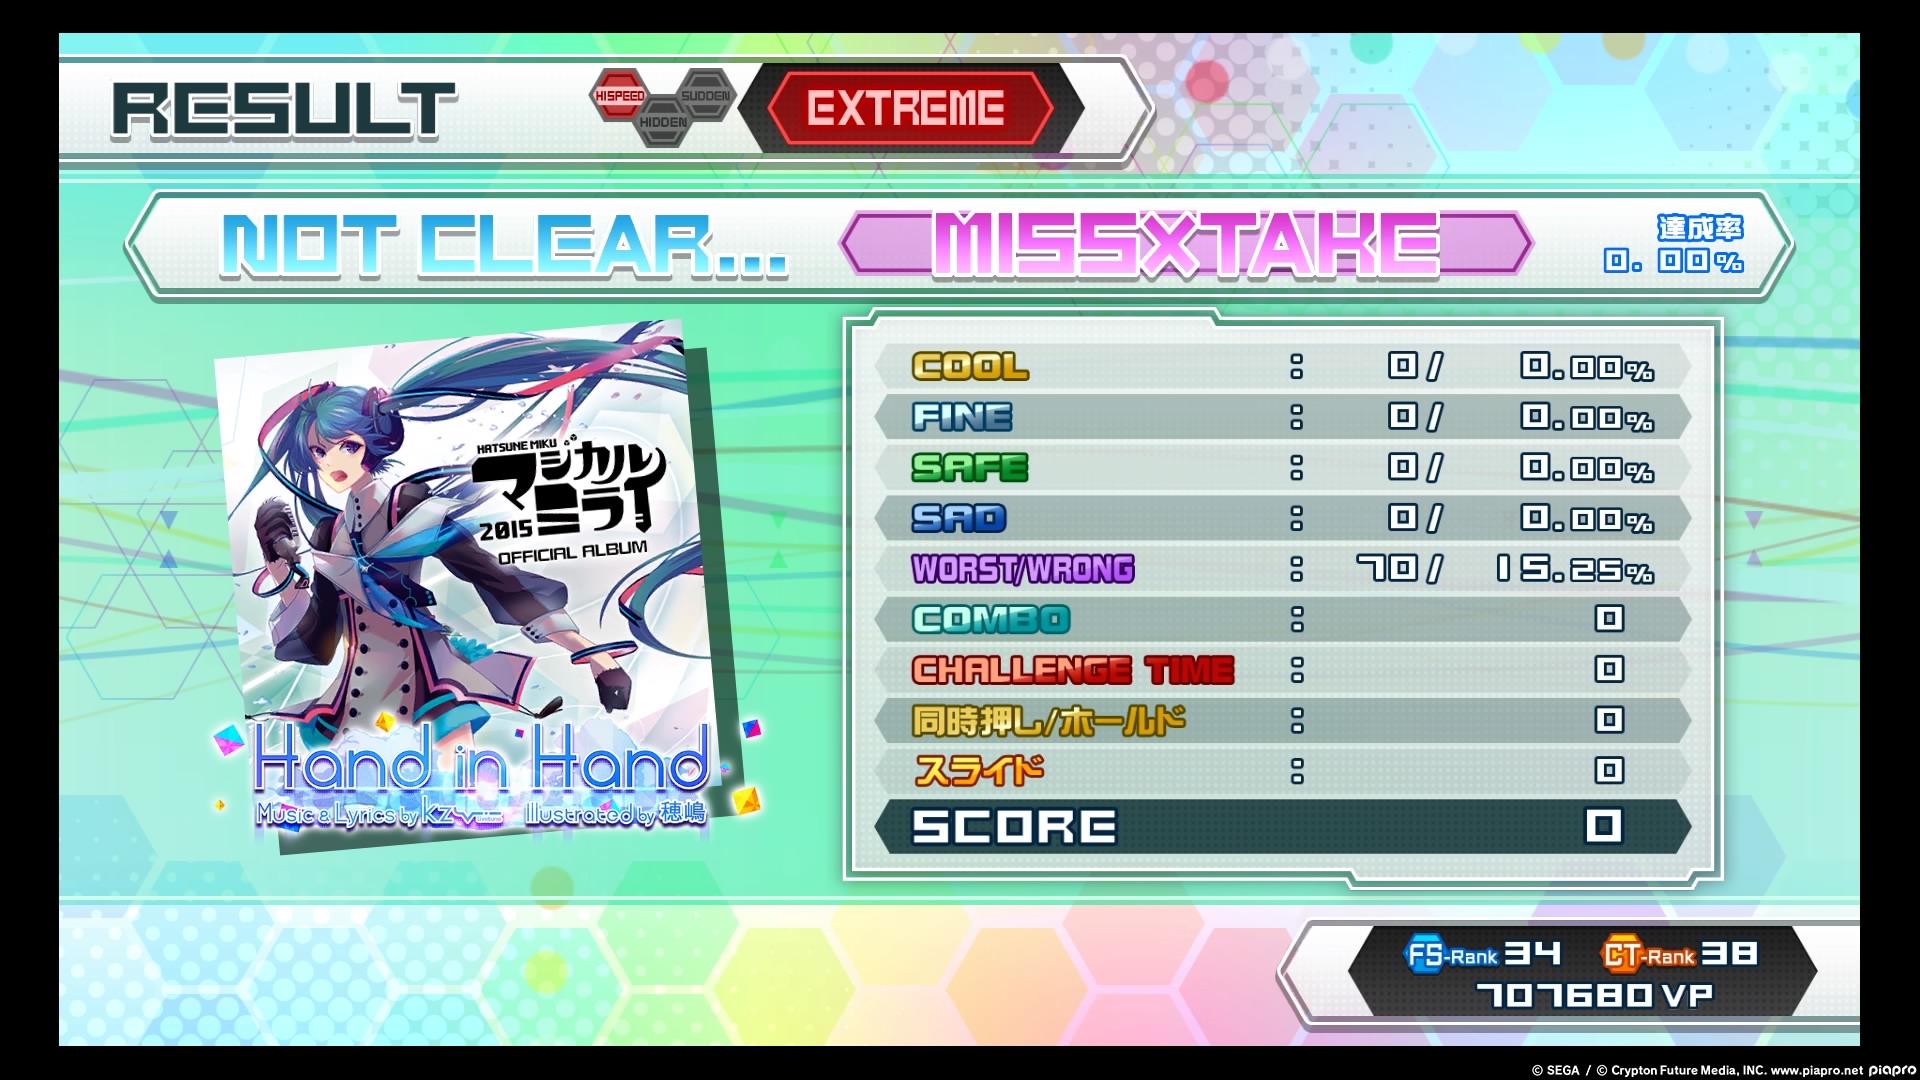 RESULT
HISPEED
HIDDEN
SUDDEN
EXTREME
NOT CLEAR...
MISS×TAKE
達成率
0.00%
HATSUNE MIKU
マジカル
ミライ
2015
OFFICIAL ALBUM
Hand in Hand
Music & Lyrics by kz livetune Illustrated by 穂嶋
COOL : 0/ 0.00%
FINE : 0/ 0.00%
SAFE : 0/ 0.00%
SAD : 0/ 0.00%
WORST/WRONG : 70/ 15.25%
COMBO : 0
CHALLENGE TIME : 0
同時押し/ホールド : 0
スライド : 0
SCORE 0
FS-Rank 34 CT-Rank 38
707680 VP
© SEGA / © Crypton Future Media, INC. www.piapro.net piapro